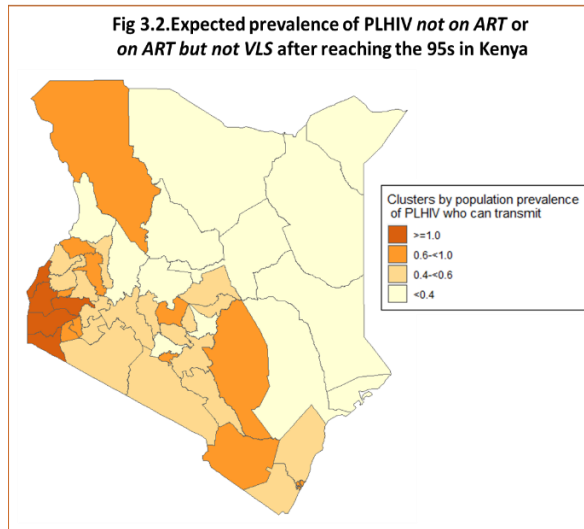 Fig 3.2.Expected prevalence of PLHIV not on ART or
on ART but not VLS after reaching the 95s in Kenya
Clusters by population prevalence
of PLHIV who can transmit
>=1.0
0.6-<1.0
0.4-<0.6
<0.4